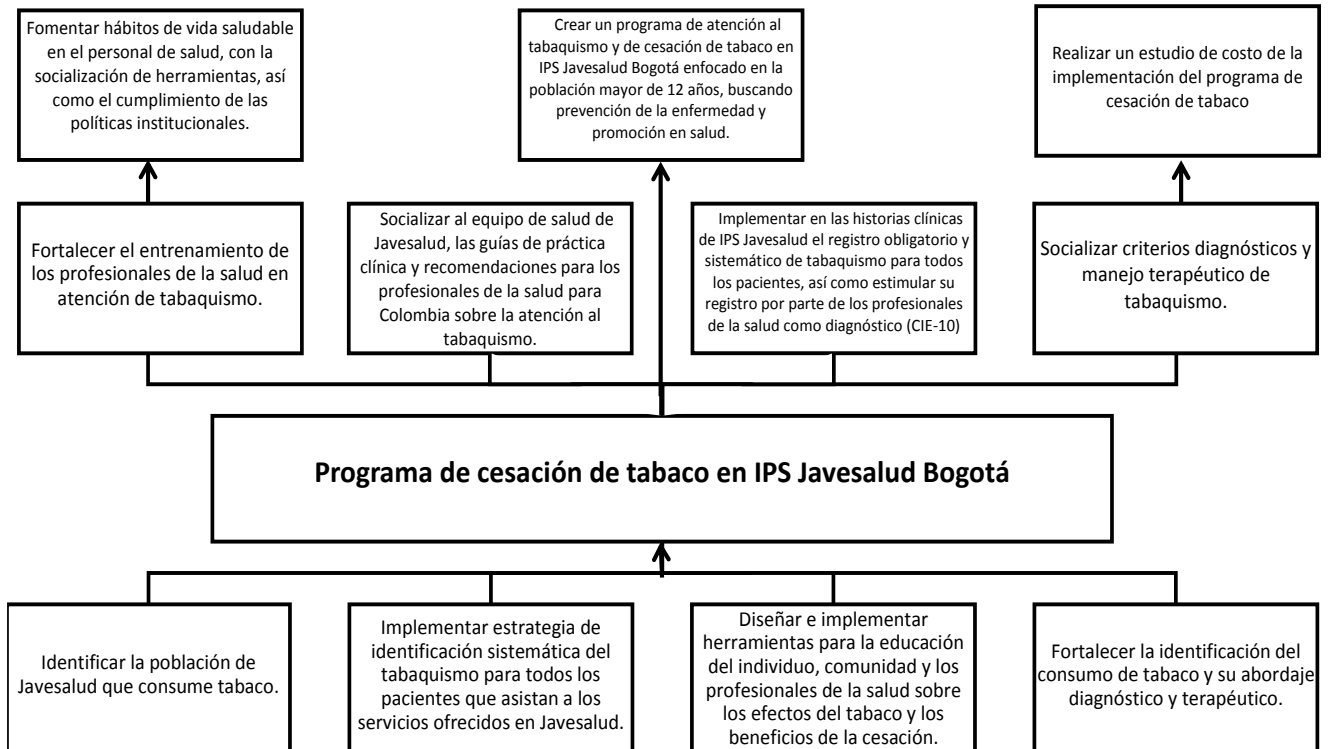 Fomentar hábitos de vida saludable
en el personal de salud, con la
socialización de herramientas, así
como el cumplimiento de las
políticas institucionales.
Crear un programa de atención al
tabaquismo y de cesación de tabaco en
IPS Javesalud Bogotá enfocado en la
población mayor de 12 años, buscando
prevención de la enfermedad y
promoción en salud.
Realizar un estudio de costo de la
implementación del programa de
cesación de tabaco
Fortalecer el entrenamiento de
los profesionales de la salud en
atención de tabaquismo.
Socializar al equipo de salud de
Javesalud, las guías de práctica
clínica y recomendaciones para los
profesionales de la salud para
Colombia sobre la atención al
tabaquismo.
Implementar en las historias clínicas
de IPS Javesalud el registro obligatorio y
sistemático de tabaquismo para todos
los pacientes, así como estimular su
registro por parte de los profesionales
de la salud como diagnóstico (CIE-10)
Socializar criterios diagnósticos y
manejo terapéutico de
tabaquismo.
Programa de cesación de tabaco en IPS Javesalud Bogotá
Identificar la población de
Javesalud que consume tabaco.
Implementar estrategia de
identificación sistemática del
tabaquismo para todos los
pacientes que asistan a los
servicios ofrecidos en Javesalud.
Diseñar e implementar
herramientas para la educación
del individuo, comunidad y los
profesionales de la salud sobre
los efectos del tabaco y los
beneficios de la cesación.
Fortalecer la identificación del
consumo de tabaco y su abordaje
diagnóstico y terapéutico.